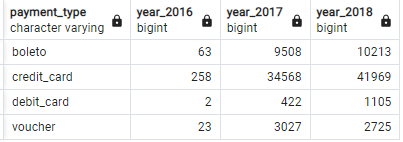 payment_type year_2016 year_2017 year_2018
character varying bigint bigint bigint
boleto 63 9508 10213
credit_card 258 34568 41969
debit_card 2 422 1105
voucher 23 3027 2725